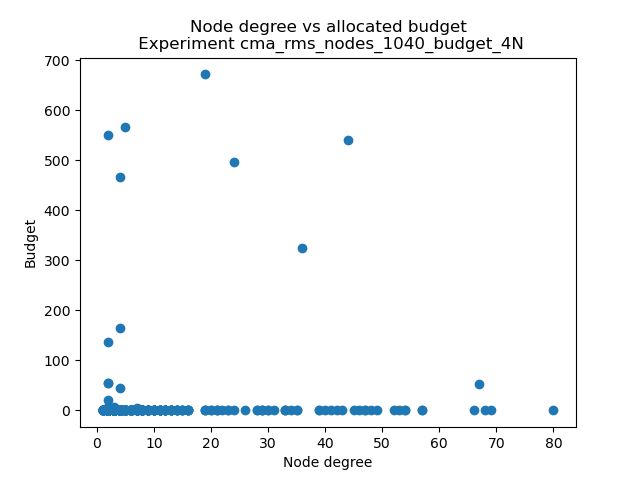 Node degree vs allocated budget
Experiment cma_rms_nodes_1040_budget_4N
700
600
500
400
300
200
100
0
Budget
0 10 20 30 40 50 60 70 80
Node degree